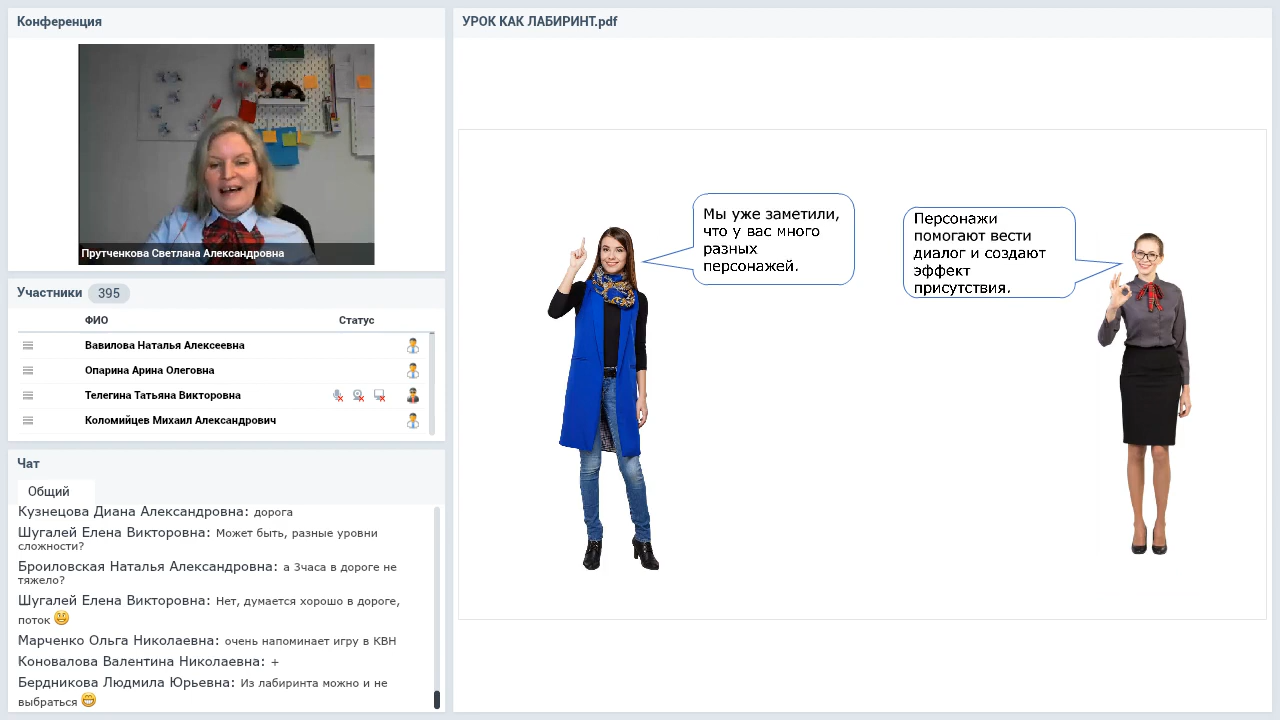 Конференция
Прутченкова Светлана Александровна
Участники 395
ФИО Статус
Вавилова Наталья Алексеевна
Опарина Арина Олеговна
Телегина Татьяна Викторовна
Коломийцев Михаил Александрович
Чат
Общий
Кузнецова Диана Александровна: дорога
Шугалей Елена Викторовна: Может быть, разные уровни
сложности?
Броиловская Наталья Александровна: а 3часа в дороге не
тяжело?
Шугалей Елена Викторовна: Нет, думается хорошо в дороге,
поток
Марченко Ольга Николаевна: очень напоминает игру в КВН
Коновалова Валентина Николаевна: +
Бердникова Людмила Юрьевна: Из лабиринта можно и не
выбраться
УРОК КАК ЛАБИРИНТ.pdf
Мы уже заметили,
что у вас много
разных
персонажей.
Персонажи
помогают вести
диалог и создают
эффект
присутствия.